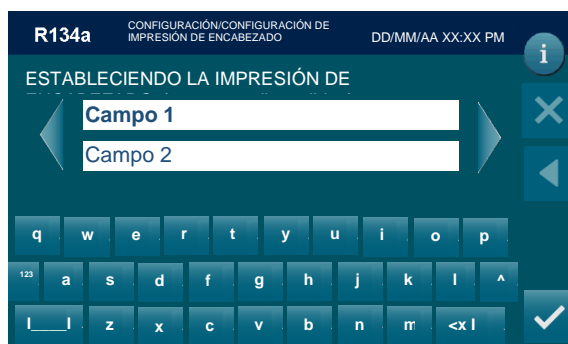 R134a
CONFIGURACIÓN/CONFIGURACIÓN DE
IMPRESIÓN DE ENCABEZADO
DD/MM/AA XX:XX PM
i
ESTABLECIENDO LA IMPRESIÓN DE
Campo 1
Campo 2
q w e r t y u i o p
123 a s d f g h j k l ^
l___l z x c v b n m <x l